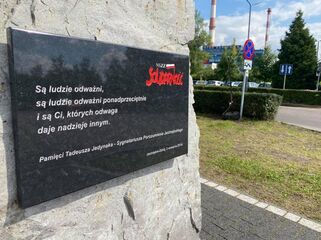 NSZZ
Solidarność
Są ludzie odważni,
są ludzie odważni ponadprzeciętnie
i są Ci, których odwaga
daje nadzieję innym.
Pamięci Tadeusza Jedynaka - Sygnatariusza Porozumienia Jastrzębskiego